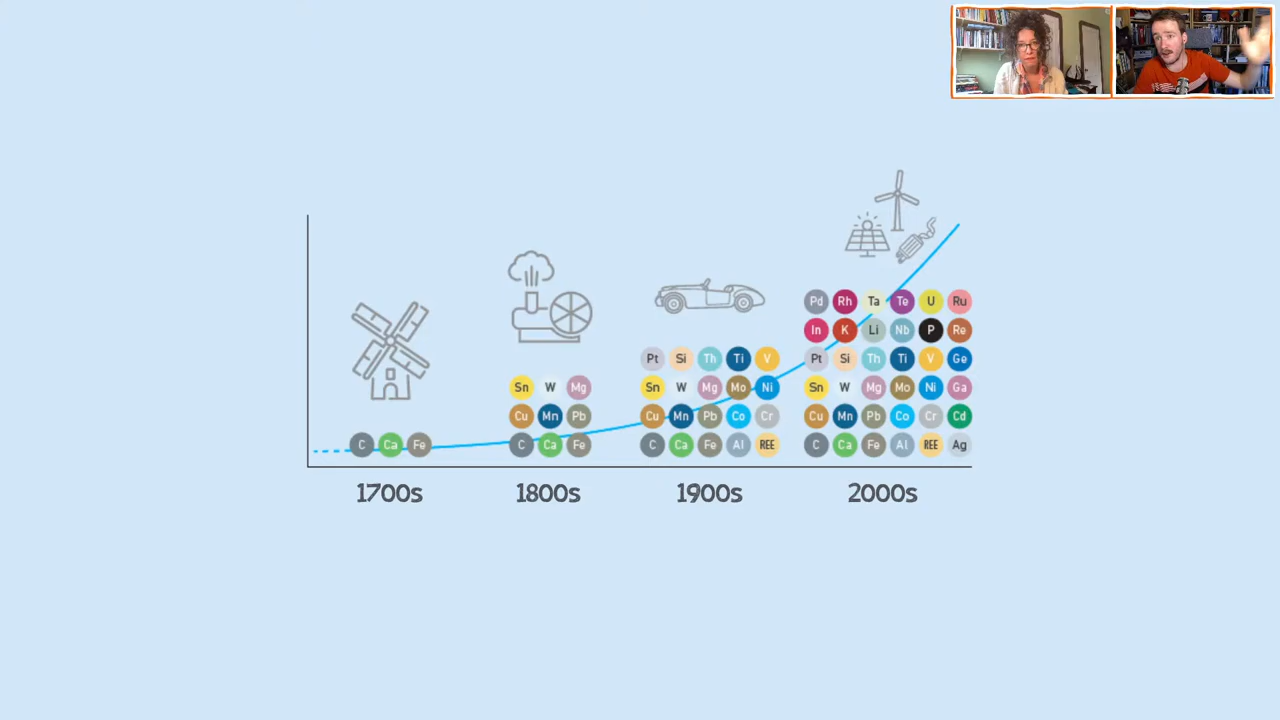 Pd Rh Ta Te U Ru
In K Li Nb P Re
Pt Si Th Ti V Pt Si Th Ti V Ge
Sn W Mg Sn W Mg Mo Ni Sn W Mg Mo Ni Ga
Cu Mn Pb Cu Mn Pb Co Cr Cu Mn Pb Co Cr Cd
C Ca Fe C Ca Fe C Ca Fe Al REE C Ca Fe Al REE Ag
1700s 1800s 1900s 2000s